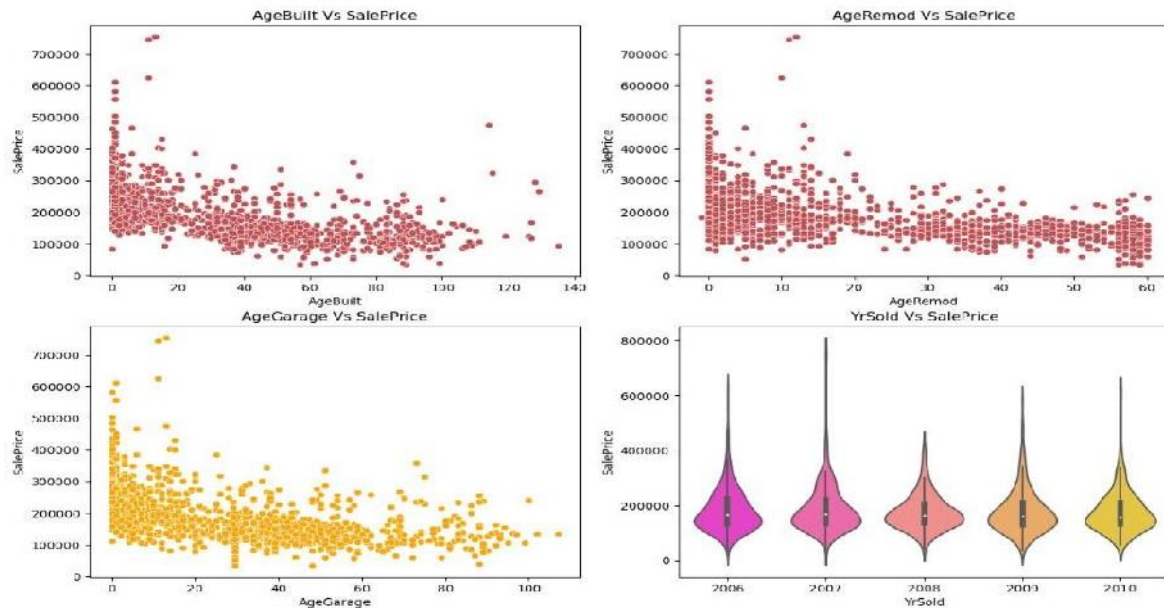 AgeBuilt Vs SalePrice
700000
600000
500000
400000
300000
200000
100000
0
SalePrice
0 20 40 60 80 100 120 140
AgeBuilt
AgeRemod Vs SalePrice
700000
600000
500000
400000
300000
200000
100000
0
SalePrice
0 10 20 30 40 50 60
AgeRemod
AgeGarage Vs SalePrice
700000
600000
500000
400000
300000
200000
100000
0
SalePrice
0 20 40 60 80 100
AgeGarage
YrSold Vs SalePrice
800000
600000
400000
200000
0
SalePrice
2006 2007 2008 2009 2010
YrSold